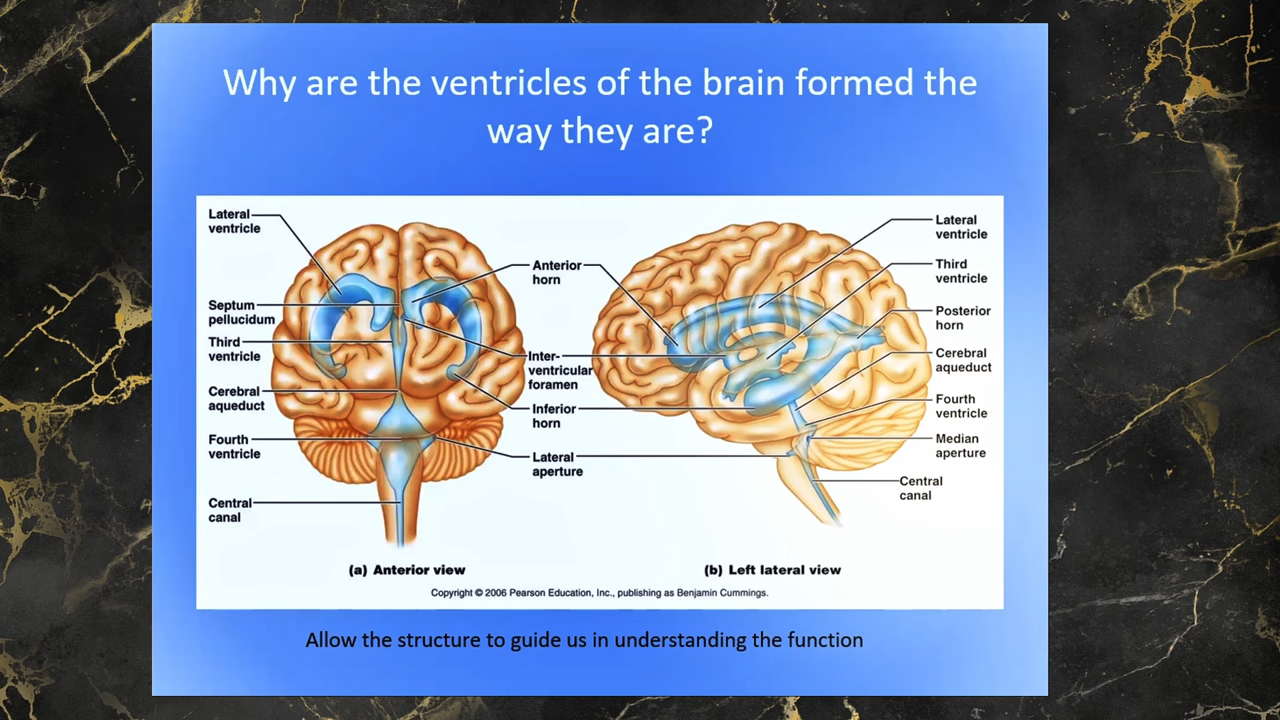 Why are the ventricles of the brain formed the
way they are?
Lateral
ventricle
Septum
pellucidum
Third
ventricle
Cerebral
aqueduct
Fourth
ventricle
Central
canal
Anterior
horn
Inter-
ventricular
foramen
Inferior
horn
Lateral
aperture
Lateral
ventricle
Third
ventricle
Posterior
horn
Cerebral
aqueduct
Fourth
ventricle
Median
aperture
Central
canal
(a) Anterior view
(b) Left lateral view
Copyright © 2006 Pearson Education, Inc., publishing as Benjamin Cummings.
Allow the structure to guide us in understanding the function